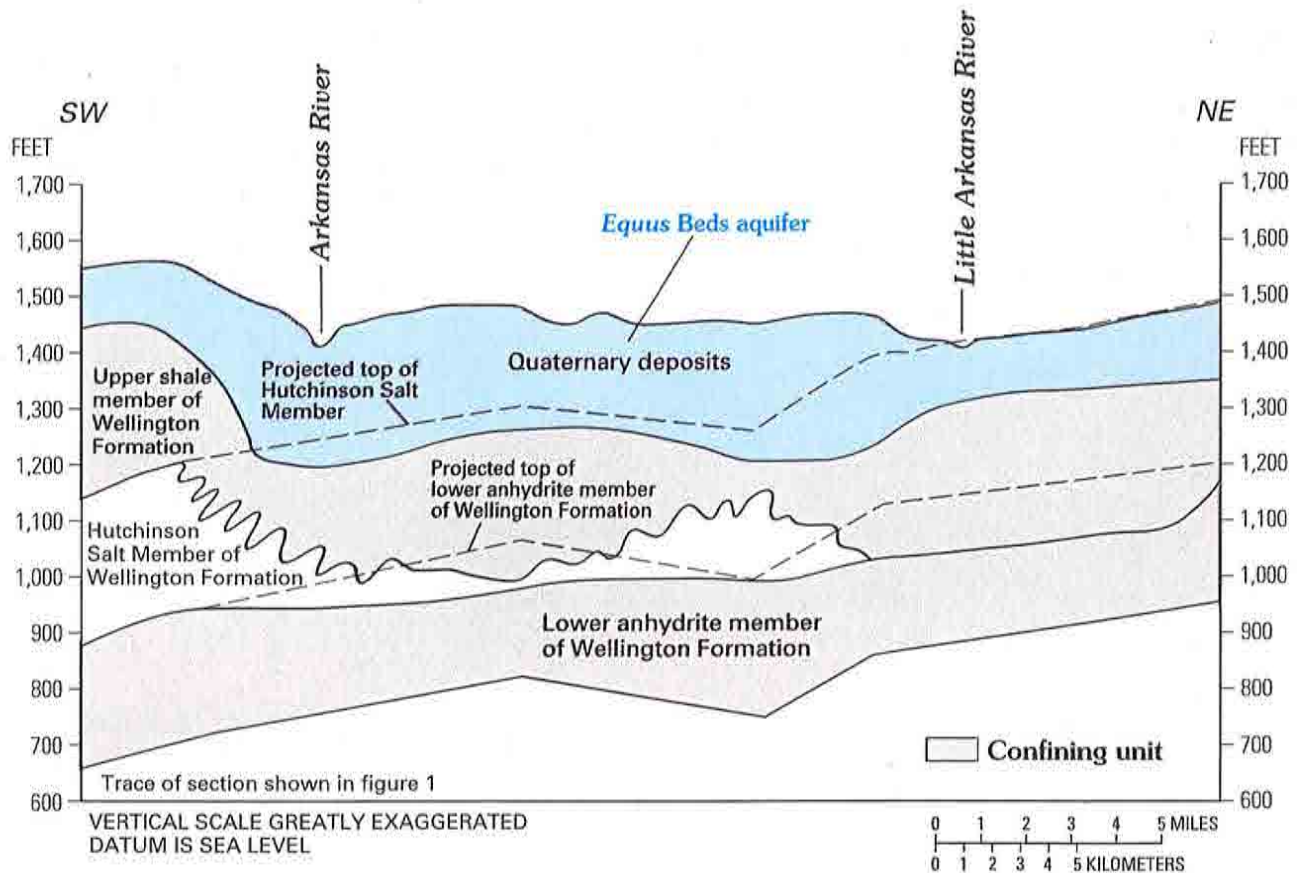 SW
NE
FEET
FEET
Arkansas River
Little Arkansas River
1,700
1,600
1,500
1,400
1,300
1,200
1,100
1,000
900
800
700
600
1,700
1,600
1,500
1,400
1,300
1,200
1,100
1,000
900
800
700
600
Equus Beds aquifer
Quaternary deposits
Upper shale
member of
Wellington
Formation
Projected top of
Hutchinson Salt
Member
Projected top of
lower anhydrite member
of Wellington Formation
Hutchinson
Salt Member of
Wellington Formation
Lower anhydrite member
of Wellington Formation
Confining unit
Trace of section shown in figure 1
VERTICAL SCALE GREATLY EXAGGERATED
DATUM IS SEA LEVEL
0 1 2 3 4 5 MILES
0 1 2 3 4 5 KILOMETERS